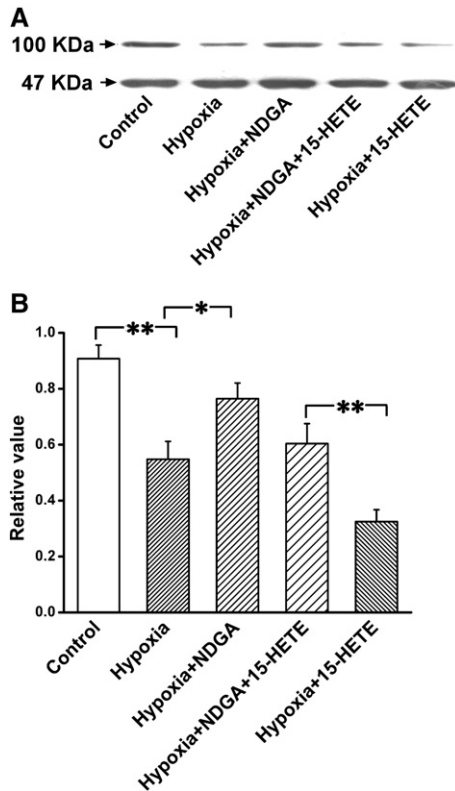 A
100 KDa
47 KDa
Control
Hypoxia
Hypoxia+NDGA
Hypoxia+NDGA+15-HETE
Hypoxia+15-HETE
B
**
*
**
Relative value
1.0
0.8
0.6
0.4
0.2
0.0
Control
Hypoxia
Hypoxia+NDGA
Hypoxia+NDGA+15-HETE
Hypoxia+15-HETE